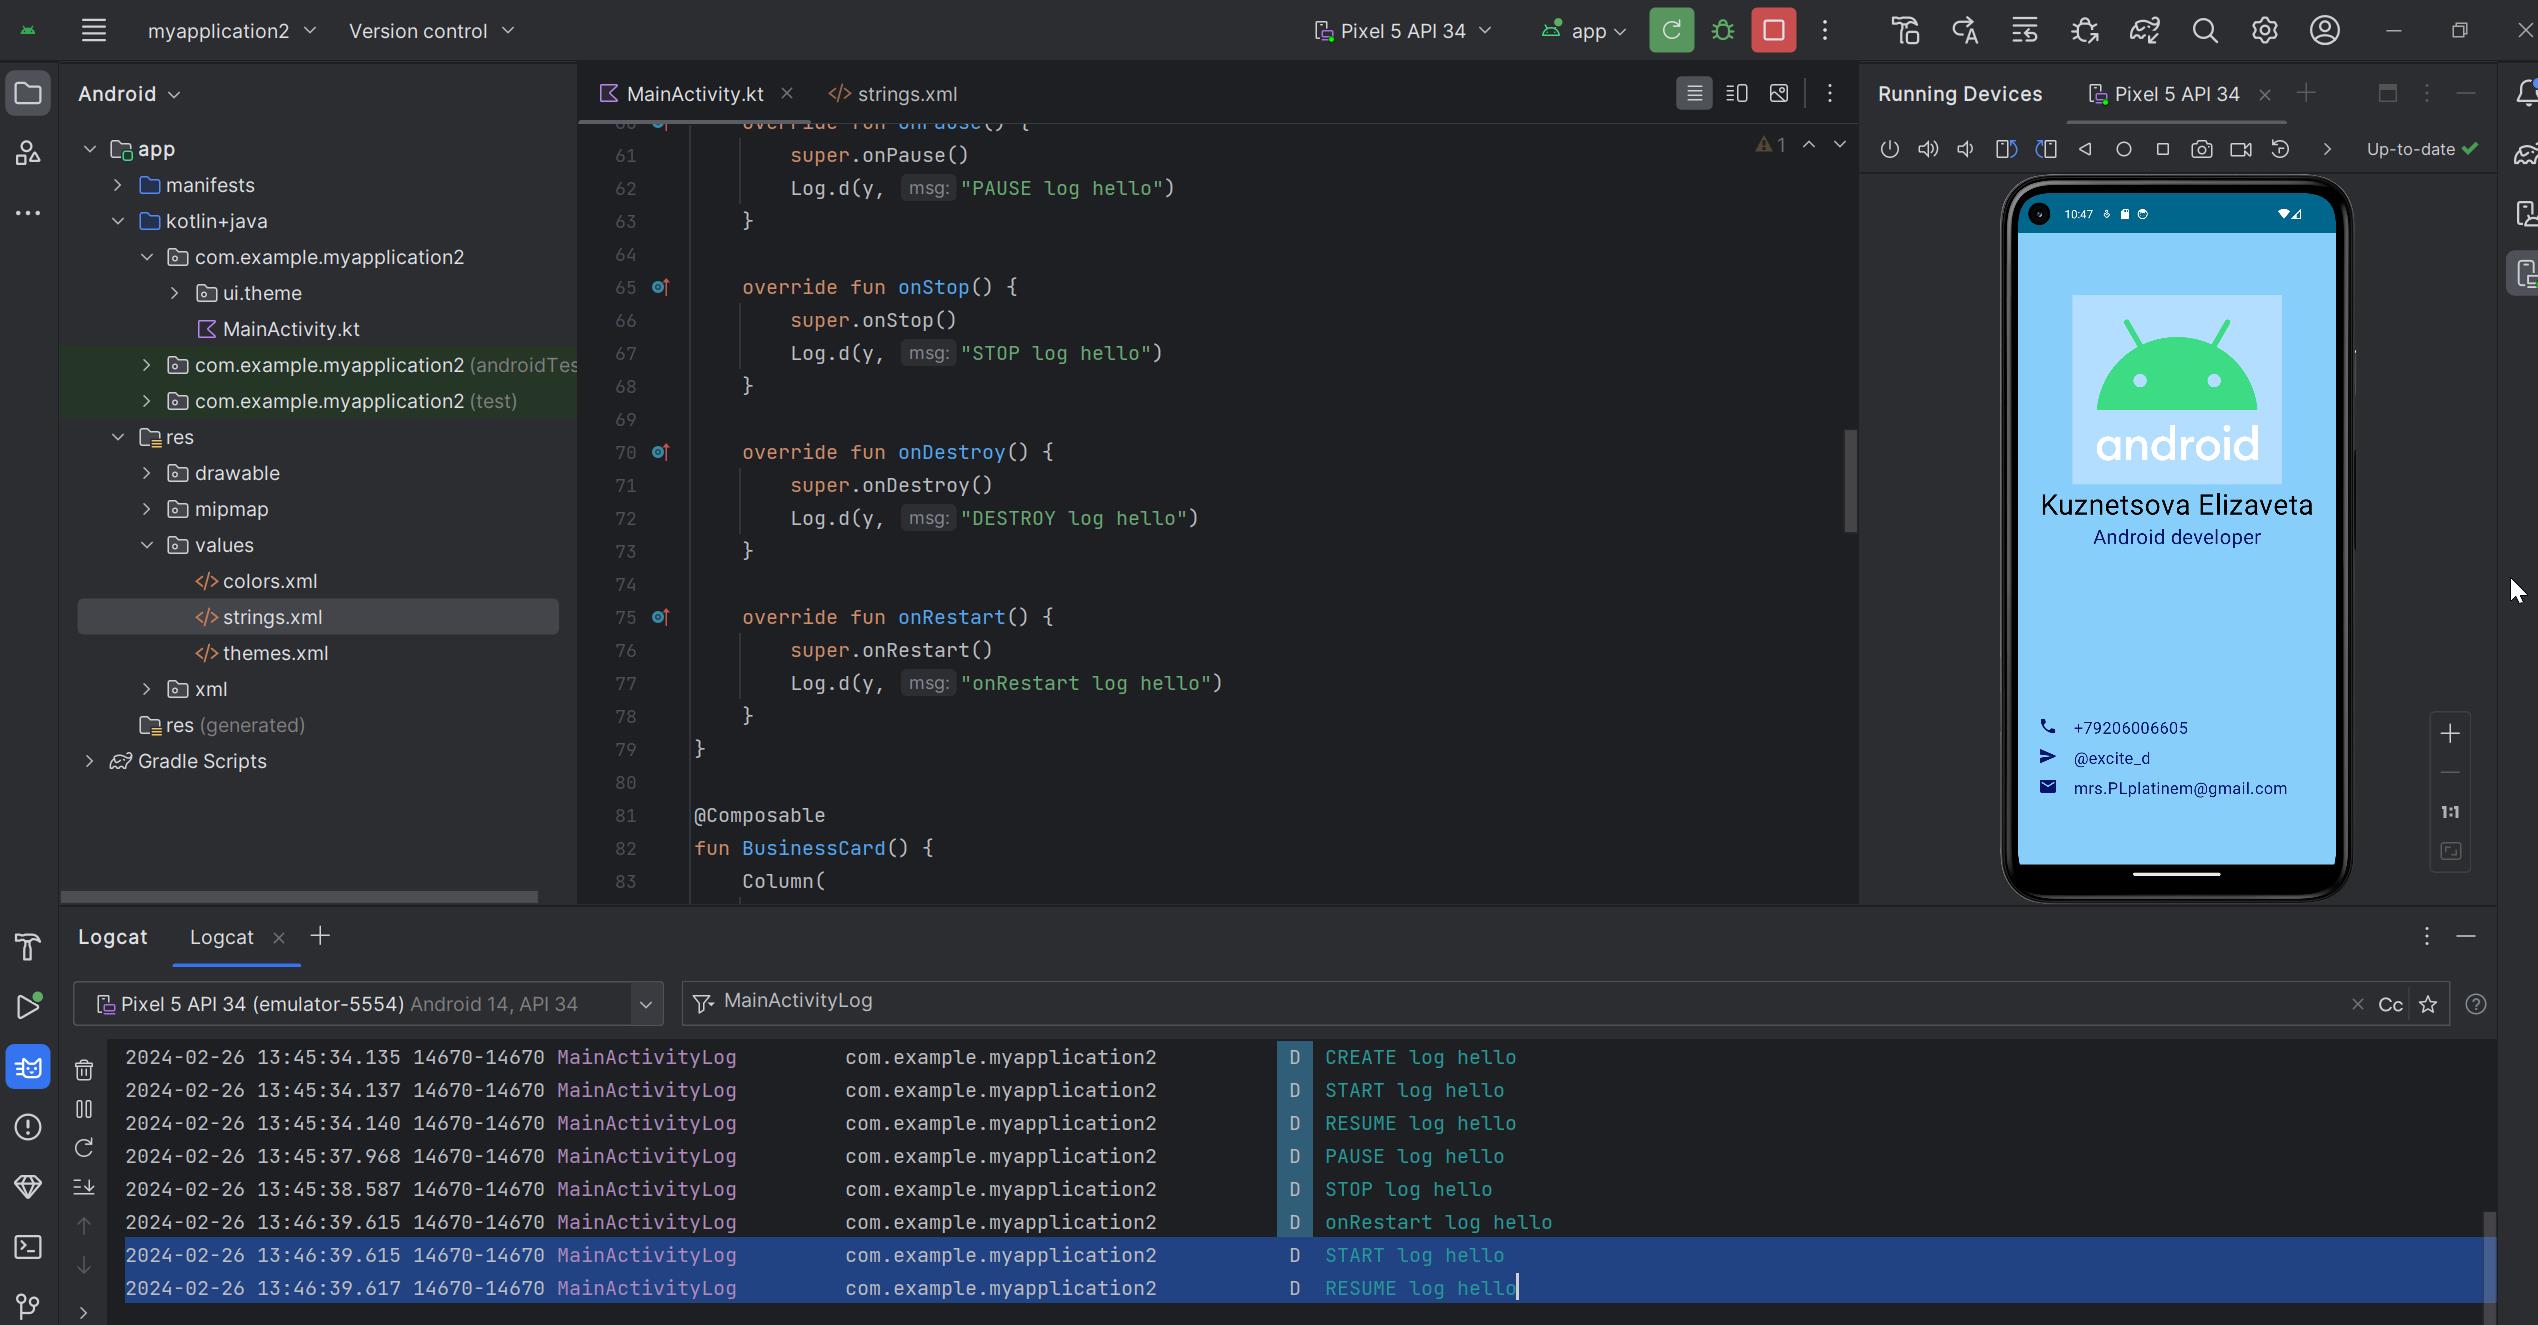 myapplication2 Version control Pixel 5 API 34 app
Android
app
manifests
kotlin+java
com.example.myapplication2
ui.theme
MainActivity.kt
com.example.myapplication2 (androidTes
com.example.myapplication2 (test)
res
drawable
mipmap
values
colors.xml
strings.xml
themes.xml
xml
res (generated)
Gradle Scripts
MainActivity.kt strings.xml
1
60 override fun onPause() {
61 super.onPause()
62 Log.d(y, msg: "PAUSE log hello")
63 }
64
65 override fun onStop() {
66 super.onStop()
67 Log.d(y, msg: "STOP log hello")
68 }
69
70 override fun onDestroy() {
71 super.onDestroy()
72 Log.d(y, msg: "DESTROY log hello")
73 }
74
75 override fun onRestart() {
76 super.onRestart()
77 Log.d(y, msg: "onRestart log hello")
78 }
79 }
80
81 @Composable
82 fun BusinessCard() {
83 Column(
Running Devices Pixel 5 API 34
Up-to-date
10:47
android
Kuznetsova Elizaveta
Android developer
+79206006605
@excite_d
mrs.PLplatinem@gmail.com
1:1
Logcat Logcat
Pixel 5 API 34 (emulator-5554) Android 14, API 34 MainActivityLog Cc
2024-02-26 13:45:34.135 14670-14670 MainActivityLog com.example.myapplication2 D CREATE log hello
2024-02-26 13:45:34.137 14670-14670 MainActivityLog com.example.myapplication2 D START log hello
2024-02-26 13:45:34.140 14670-14670 MainActivityLog com.example.myapplication2 D RESUME log hello
2024-02-26 13:45:37.968 14670-14670 MainActivityLog com.example.myapplication2 D PAUSE log hello
2024-02-26 13:45:38.587 14670-14670 MainActivityLog com.example.myapplication2 D STOP log hello
2024-02-26 13:46:39.615 14670-14670 MainActivityLog com.example.myapplication2 D onRestart log hello
2024-02-26 13:46:39.615 14670-14670 MainActivityLog com.example.myapplication2 D START log hello
2024-02-26 13:46:39.617 14670-14670 MainActivityLog com.example.myapplication2 D RESUME log hello